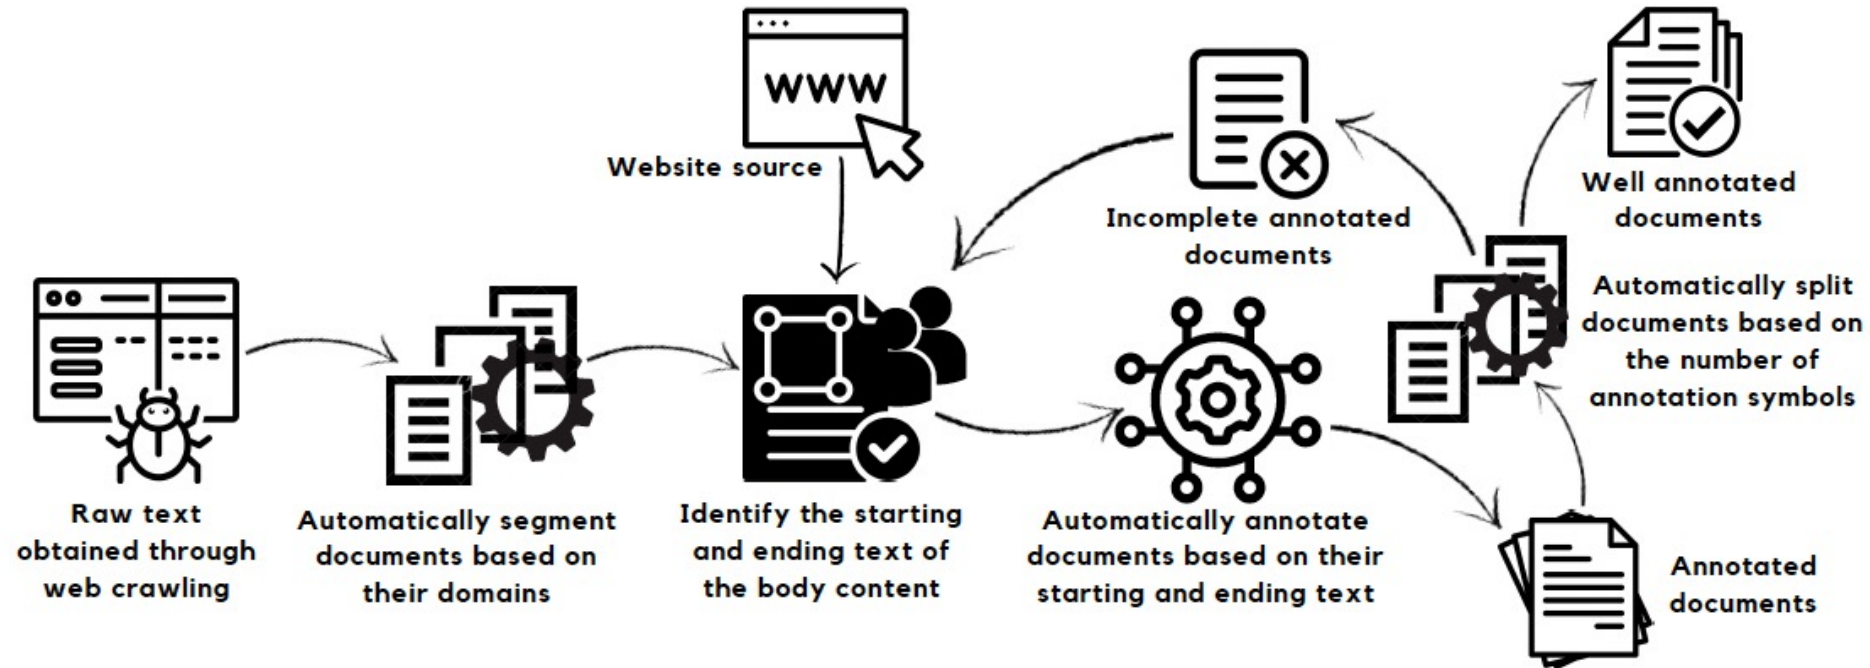 WWW
Website source
Incomplete annotated
documents
Well annotated
documents
Automatically split
documents based on
the number of
annotation symbols
Raw text
obtained through
web crawling
Automatically segment
documents based on
their domains
Identify the starting
and ending text of
the body content
Automatically annotate
documents based on their
starting and ending text
Annotated
documents